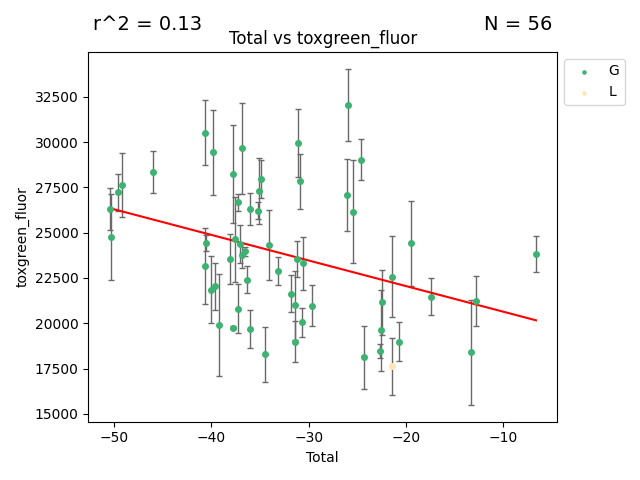 r^2 = 0.13
N = 56
Total vs toxgreen_fluor
G
L
toxgreen_fluor
32500
30000
27500
25000
22500
20000
17500
15000
−50
−40
−30
−20
−10
Total